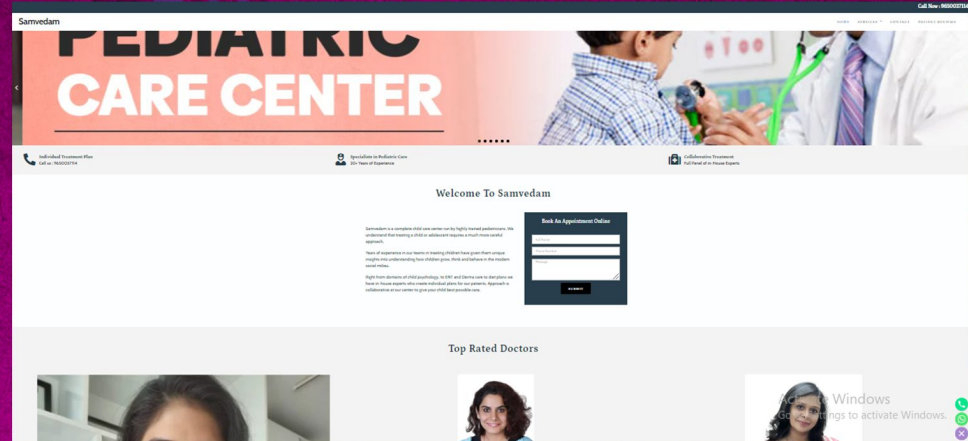 Call Now : 9650037114
Samvedam
HOME SERVICES CONTACT PATIENT REVIEWS
PEDIATRIC
CARE CENTER
Individual Treatment Plan
Call us : 9650037114
Specialists in Pediatric Care
20+ Years of Experience
Collaborative Treatment
Full Panel of In-House Experts
Welcome To Samvedam
Samvedam is a complete child care center run by highly trained pediatricians. We
understand that treating a child or adolescent requires a much more careful
approach.
Years of experience in our teams in treating children have given them unique
insights into understanding how children grow, think and behave in the modern
social milieu.
Right from domains of child psychology, to ENT and Derma care to diet plans we
have in house experts who create individual plans for our patients. Approach is
collaborative at our center to give your child best possible care.
Book An Appointment Online
Message
SUBMIT
Top Rated Doctors
Activate Windows
Go to Settings to activate Windows.